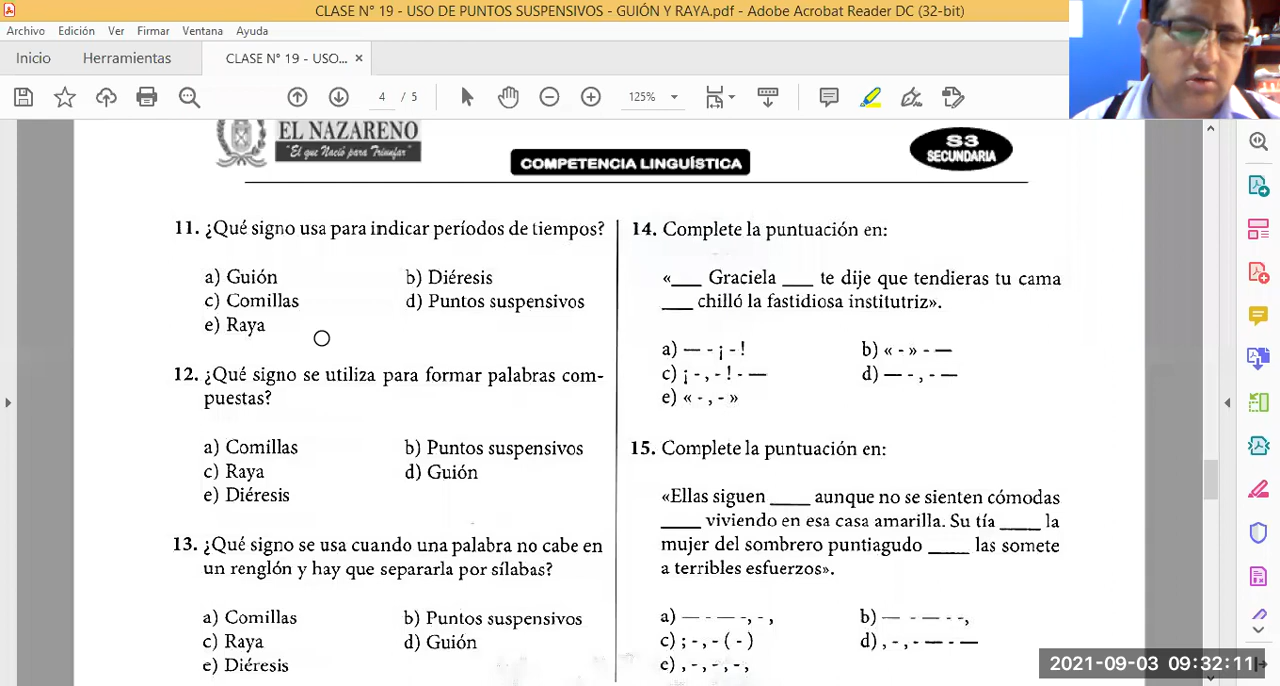 CLASE N° 19 - USO DE PUNTOS SUSPENSIVOS - GUIÓN Y RAYA.pdf - Adobe Acrobat Reader DC (32-bit)
Archivo Edición Ver Firmar Ventana Ayuda
Inicio Herramientas CLASE N° 19 - USO... ×
4 / 5 125%
EL NAZARENO
"El que Nació para Triunfar"
COMPETENCIA LINGUÍSTICA
S3
SECUNDARIA
11. ¿Qué signo usa para indicar períodos de tiempos?
a) Guión b) Diéresis
c) Comillas d) Puntos suspensivos
e) Raya
12. ¿Qué signo se utiliza para formar palabras com-
puestas?
a) Comillas b) Puntos suspensivos
c) Raya d) Guión
e) Diéresis
13. ¿Qué signo se usa cuando una palabra no cabe en
un renglón y hay que separarla por sílabas?
a) Comillas b) Puntos suspensivos
c) Raya d) Guión
e) Diéresis
14. Complete la puntuación en:
«___ Graciela ___ te dije que tendieras tu cama
___ chilló la fastidiosa institutriz».
a) — - ¡ - ! b) « - » - —
c) ¡ - , - ! - — d) — - , - —
e) « - , - »
15. Complete la puntuación en:
«Ellas siguen ____ aunque no se sienten cómodas
____ viviendo en esa casa amarilla. Su tía ____ la
mujer del sombrero puntiagudo ____ las somete
a terribles esfuerzos».
a) — - — -, - , b) — - — - -,
c) ; - , - ( - ) d) , - , - — - —
e) , - , - , - ,
2021-09-03 09:32:11